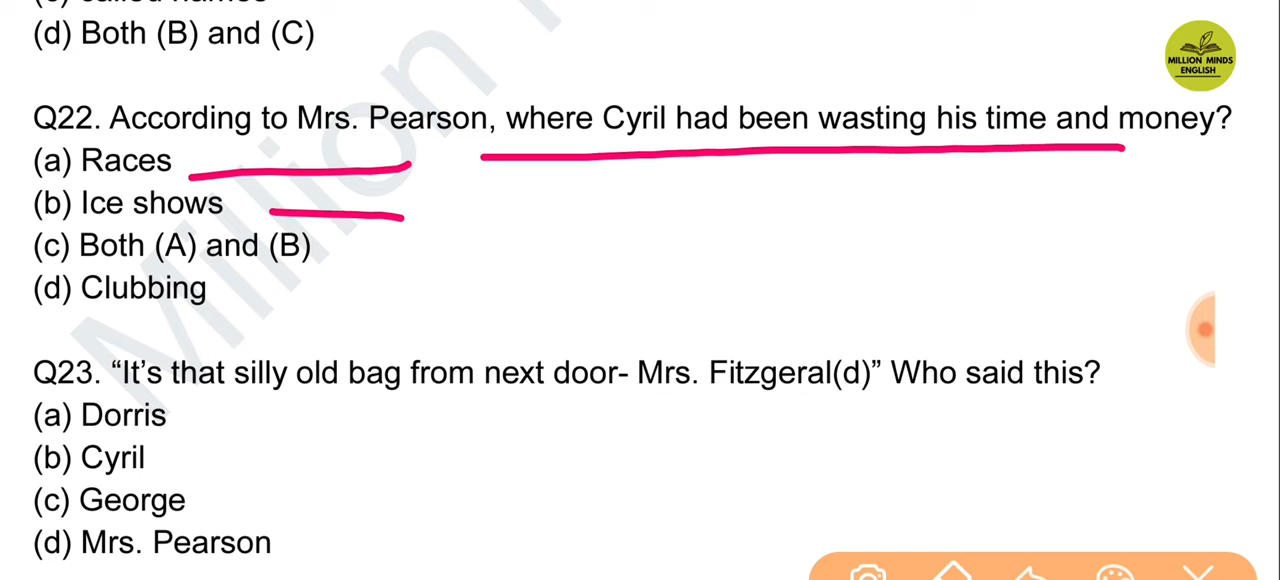 (d) Both (B) and (C)
MILLION MINDS
ENGLISH
Q22. According to Mrs. Pearson, where Cyril had been wasting his time and money?
(a) Races
(b) Ice shows
(c) Both (A) and (B)
(d) Clubbing
Million
Q23. “It’s that silly old bag from next door- Mrs. Fitzgeral(d)” Who said this?
(a) Dorris
(b) Cyril
(c) George
(d) Mrs. Pearson